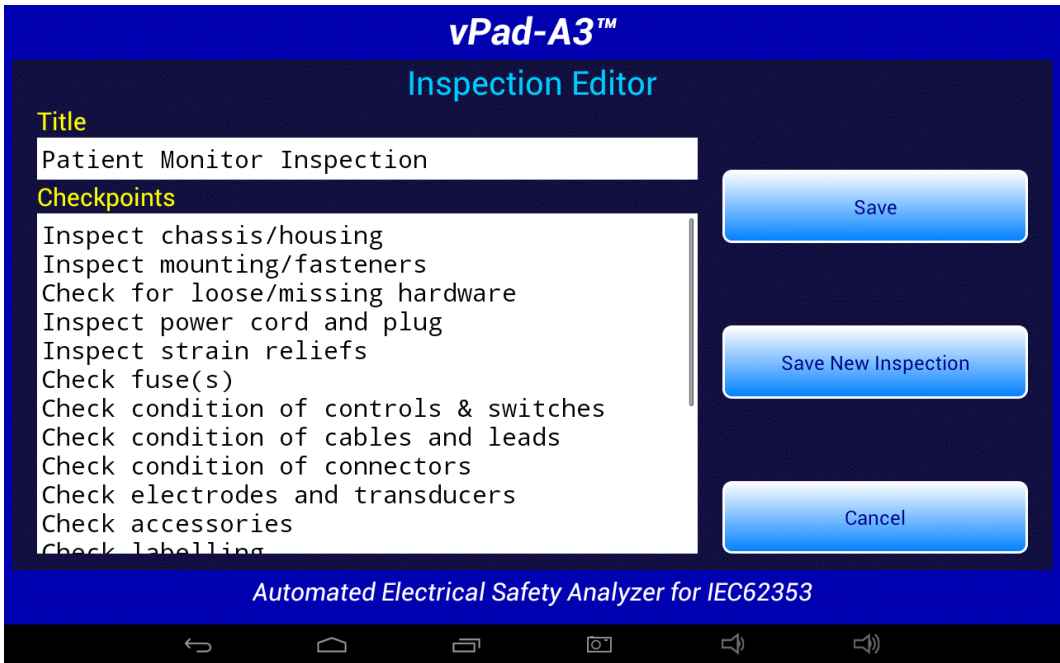 vPad-A3™
Inspection Editor
Title
Patient Monitor Inspection
Checkpoints
Inspect chassis/housing
Inspect mounting/fasteners
Check for loose/missing hardware
Inspect power cord and plug
Inspect strain reliefs
Check fuse(s)
Check condition of controls & switches
Check condition of cables and leads
Check condition of connectors
Check electrodes and transducers
Check accessories
Check labelling
Save
Save New Inspection
Cancel
Automated Electrical Safety Analyzer for IEC62353